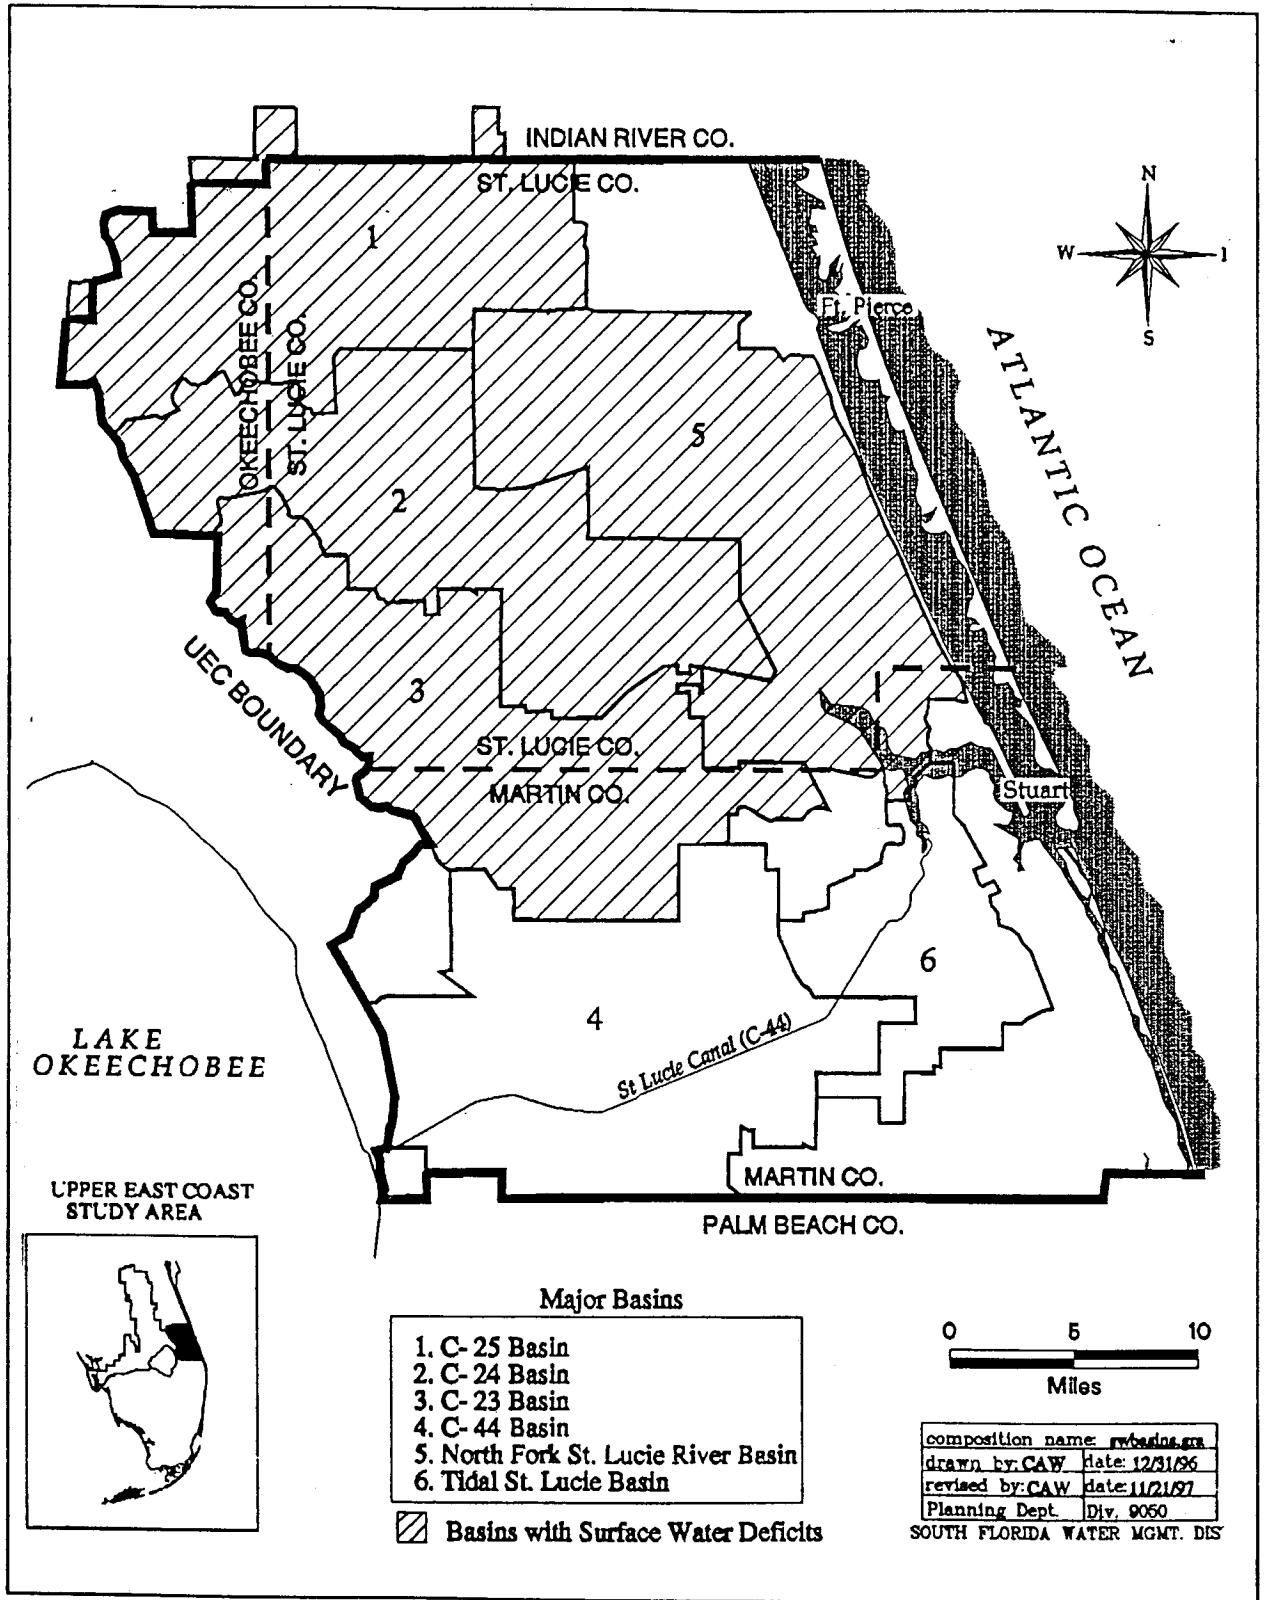 INDIAN RIVER CO.
ST. LUCIE CO.
N
W
S
1
OKEECHOBEE CO.
ST. LUCIE CO.
Ft. Pierce
ATLANTIC OCEAN
5
2
UEC BOUNDARY
3
ST. LUCIE CO.
MARTIN CO.
Stuart
6
4
St Lucie Canal (C-44)
LAKE
OKEECHOBEE
MARTIN CO.
PALM BEACH CO.
UPPER EAST COAST
STUDY AREA
Major Basins
1. C-25 Basin
2. C-24 Basin
3. C-23 Basin
4. C-44 Basin
5. North Fork St. Lucie River Basin
6. Tidal St. Lucie Basin
Basins with Surface Water Deficits
0 5 10
Miles
composition name:
drawn by: CAW date: 12/31/96
revised by: CAW date: 11/21/97
Planning Dept. Div. 9050
SOUTH FLORIDA WATER MGMT. DIS